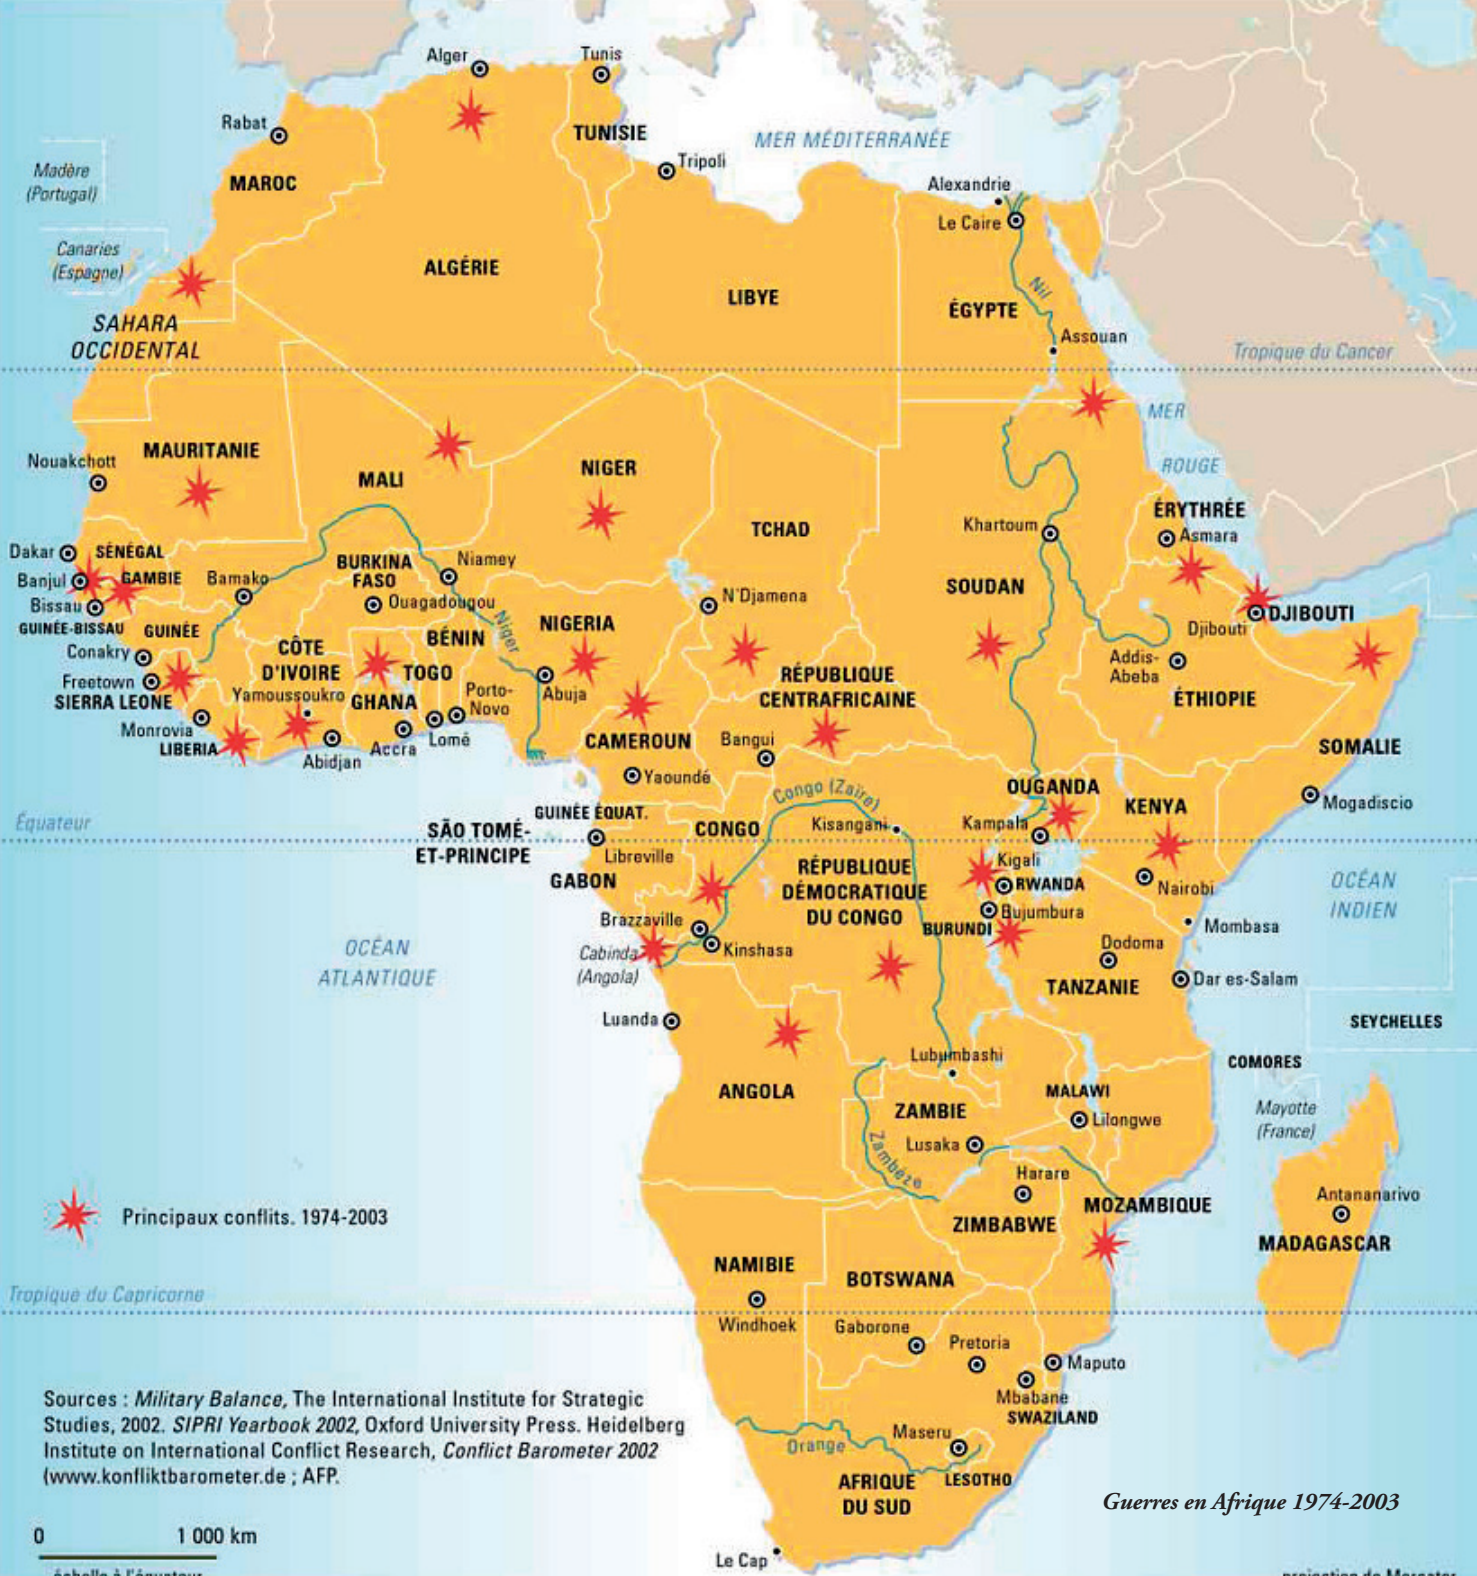 Alger
Tunis
Rabat
TUNISIE
MER MÉDITERRANÉE
Tripoli
Madère
(Portugal)
MAROC
Alexandrie
Le Caire
Canaries
(Espagne)
ALGÉRIE
LIBYE
Nil
ÉGYPTE
SAHARA
OCCIDENTAL
Assouan
Tropique du Cancer
MER
ROUGE
MAURITANIE
Nouakchott
MALI
NIGER
TCHAD
Khartoum
ÉRYTHRÉE
Asmara
Dakar
SÉNÉGAL
Banjul
GAMBIE
Bamako
BURKINA
FASO
Niamey
Ouagadougou
Bissau
GUINÉE-BISSAU
GUINÉE
Niger
NIGERIA
N'Djamena
SOUDAN
DJIBOUTI
Djibouti
BÉNIN
CÔTE
D'IVOIRE
Conakry
Freetown
SIERRA LEONE
Yamoussoukro
TOGO
GHANA
Porto-
Novo
Abuja
RÉPUBLIQUE
CENTRAFRICAINE
Addis-
Abeba
ÉTHIOPIE
Monrovia
LIBERIA
Abidjan
Accra
Lomé
CAMEROUN
Bangui
SOMALIE
Yaoundé
Congo (Zaïre)
OUGANDA
KENYA
Mogadiscio
Équateur
GUINÉE ÉQUAT.
SÃO TOMÉ-
ET-PRINCIPE
CONGO
Kisangani
Kampala
Libreville
GABON
RÉPUBLIQUE
DÉMOCRATIQUE
DU CONGO
Kigali
RWANDA
Nairobi
OCÉAN
INDIEN
Brazzaville
BURUNDI
Bujumbura
Mombasa
OCÉAN
ATLANTIQUE
Cabinda
(Angola)
Kinshasa
Dodoma
TANZANIE
Dar es-Salam
Luanda
SEYCHELLES
Lubumbashi
COMORES
ANGOLA
ZAMBIE
MALAWI
Lilongwe
Mayotte
(France)
Lusaka
Zambèze
Harare
ZIMBABWE
MOZAMBIQUE
Antananarivo
MADAGASCAR
Principaux conflits. 1974-2003
NAMIBIE
BOTSWANA
Tropique du Capricorne
Windhoek
Gaborone
Pretoria
Maputo
Mbabane
SWAZILAND
Sources : Military Balance, The International Institute for Strategic
Studies, 2002. SIPRI Yearbook 2002, Oxford University Press. Heidelberg
Institute on International Conflict Research, Conflict Barometer 2002
(www.konfliktbarometer.de ; AFP.
Orange
Maseru
LESOTHO
AFRIQUE
DU SUD
Guerres en Afrique 1974-2003
0 1 000 km
Le Cap
échelle à l'équateur
projection de Mercator